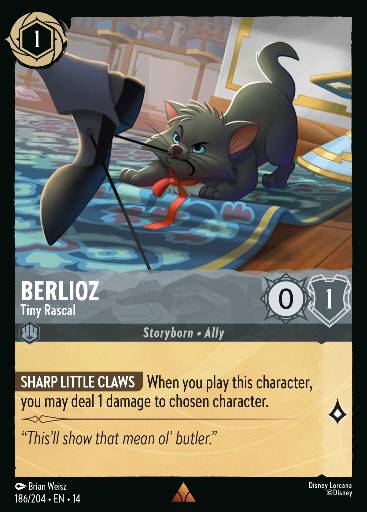 1
BERLIOZ
Tiny Rascal
0
1
Storyborn • Ally
SHARP LITTLE CLAWS When you play this character,
you may deal 1 damage to chosen character.
“This’ll show that mean ol’ butler.”
Brian Weisz
Disney Lorcana
186/204 • EN • 14
©Disney